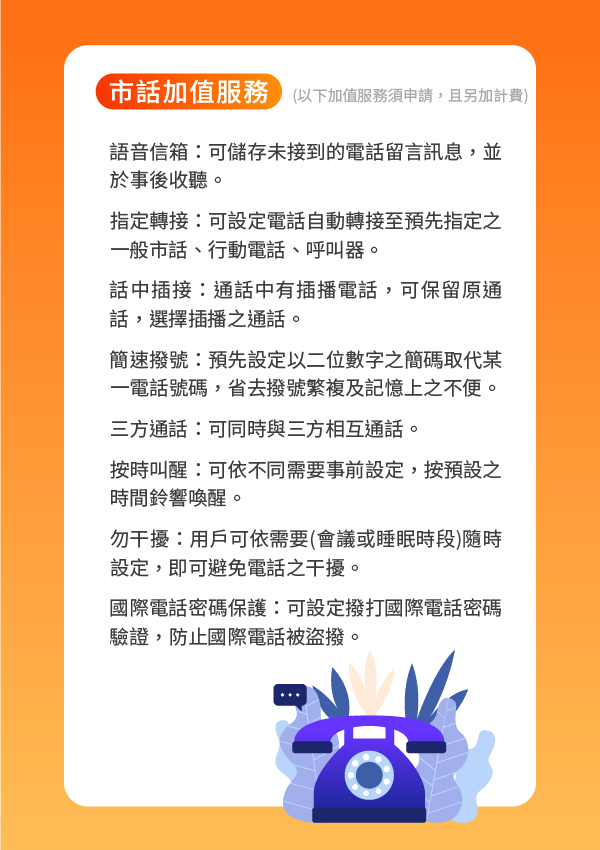 市話加值服務 (以下加值服務須申請，且另加計費)
語音信箱：可儲存未接到的電話留言訊息，並
於事後收聽。
指定轉接：可設定電話自動轉接至預先指定之
一般市話、行動電話、呼叫器。
話中插接：通話中有插播電話，可保留原通
話，選擇插播之通話。
簡速撥號：預先設定以二位數字之簡碼取代某
一電話號碼，省去撥號繁複及記憶上之不便。
三方通話：可同時與三方相互通話。
按時叫醒：可依不同需要事前設定，按預設之
時間鈴響喚醒。
勿干擾：用戶可依需要(會議或睡眠時段)隨時
設定，即可避免電話之干擾。
國際電話密碼保護：可設定撥打國際電話密碼
驗證，防止國際電話被盜撥。